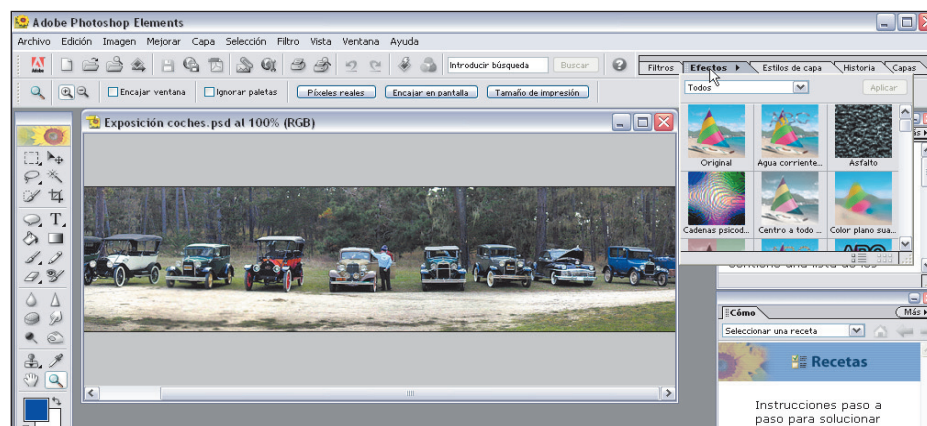 Adobe Photoshop Elements
Archivo Edición Imagen Mejorar Capa Selección Filtro Vista Ventana Ayuda
Introducir búsqueda Buscar Filtros Efectos Estilos de capa Historia Capas
Encajar ventana Ignorar paletas Píxeles reales Encajar en pantalla Tamaño de impresión
Todos Aplicar
Exposición coches.psd al 100% (RGB)
Original Agua corriente... Asfalto
Cadenas psicod... Centro a todo ... Color plano sua...
Cómo Más
Seleccionar una receta
Recetas
Instrucciones paso a
paso para solucionar